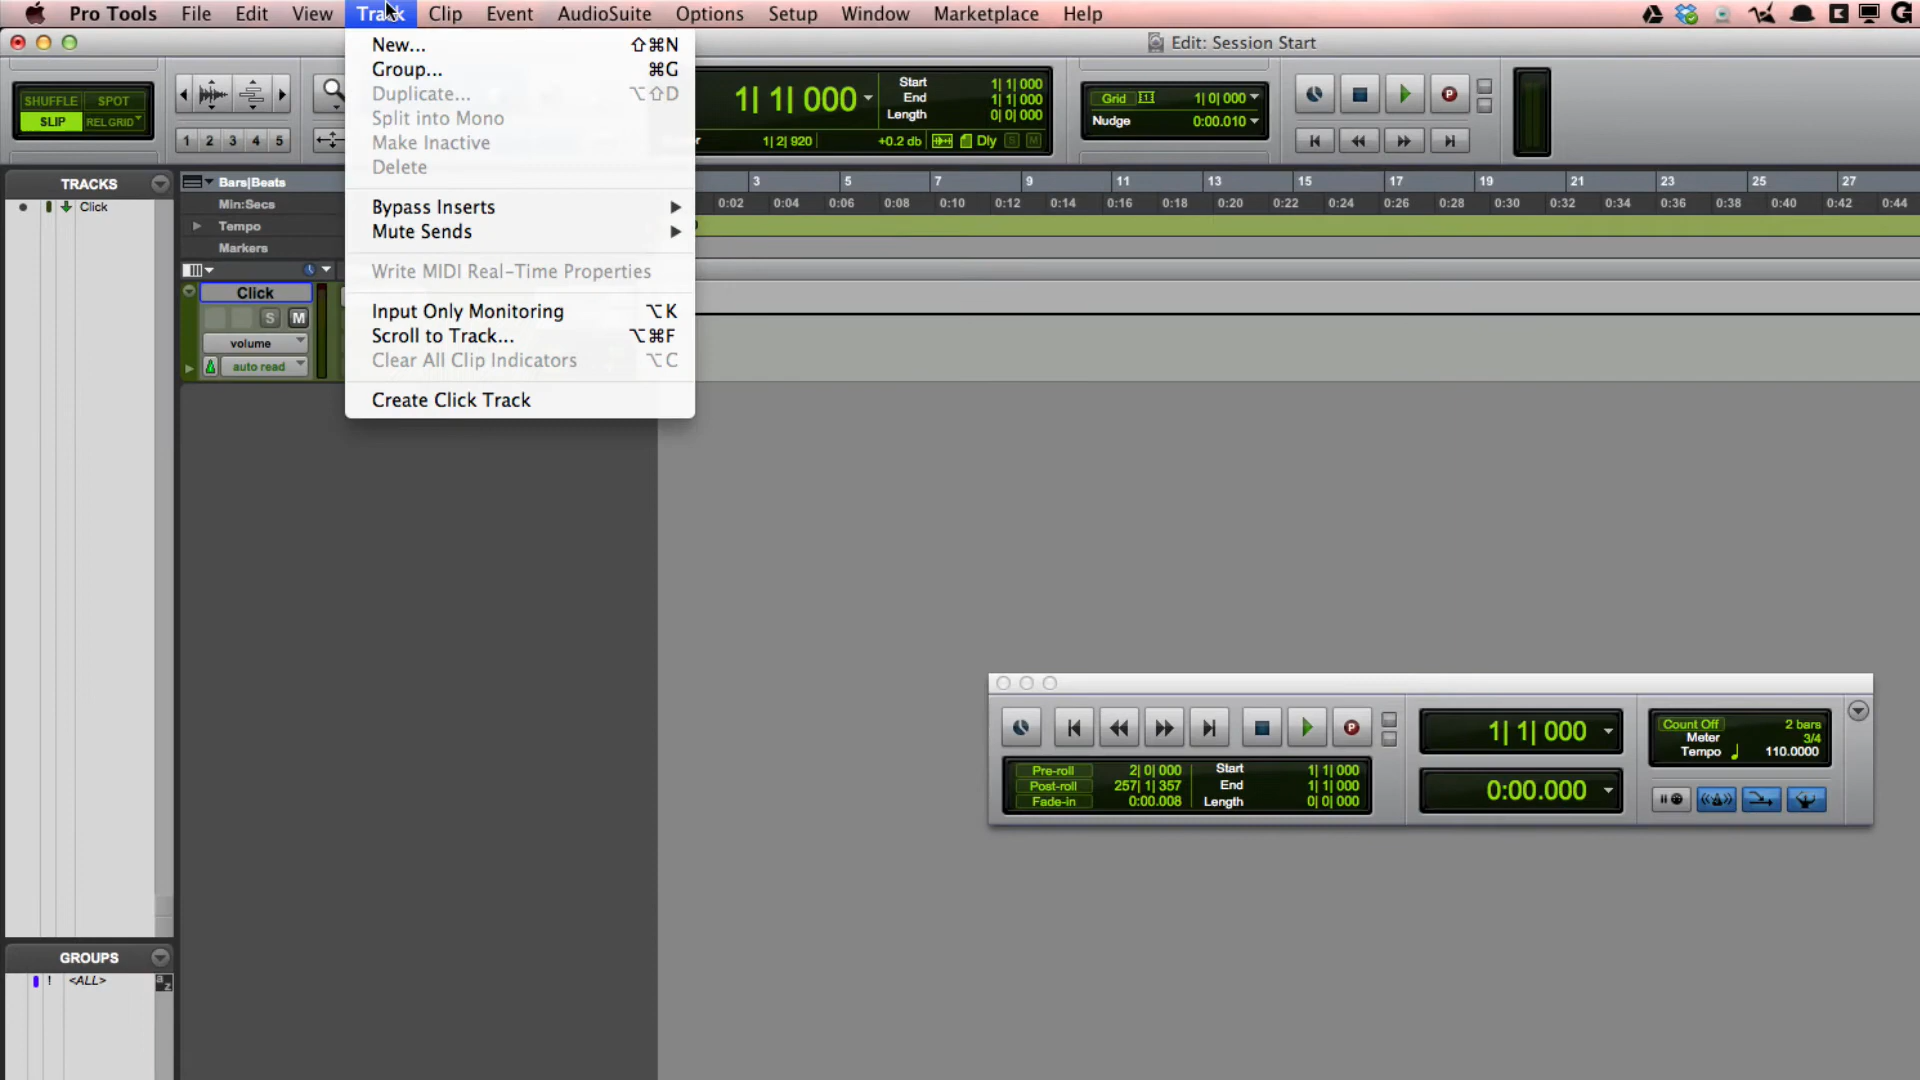 Pro Tools File Edit View Track Clip Event AudioSuite Options Setup Window Marketplace Help
Edit: Session Start
New... ⇧⌘N
Group... ⌘G
Duplicate... ⌥⇧D
Split into Mono
Make Inactive
Delete
Bypass Inserts
Mute Sends
Write MIDI Real-Time Properties
Input Only Monitoring ⌥K
Scroll to Track... ⌥⌘F
Clear All Clip Indicators ⌥C
Create Click Track
SHUFFLE SPOT
SLIP REL GRID
1 2 3 4 5
1| 1| 000
Start 1| 1| 000
End 1| 1| 000
Length 0| 0| 000
1| 2| 920 +0.2 db Dly S M
Grid 1| 0| 000
Nudge 0:00.010
TRACKS
Click
Bars|Beats 3 5 7 9 11 13 15 17 19 21 23 25 27
Min:Secs 0:02 0:04 0:06 0:08 0:10 0:12 0:14 0:16 0:18 0:20 0:22 0:24 0:26 0:28 0:30 0:32 0:34 0:36 0:38 0:40 0:42 0:44
Tempo
Markers
Click
S M
volume
auto read
Pre-roll 2| 0| 000
Post-roll 257| 1| 357
Fade-in 0:00.008
Start 1| 1| 000
End 1| 1| 000
Length 0| 0| 000
1| 1| 000
0:00.000
Count Off 2 bars
Meter 3/4
Tempo 110.0000
GROUPS
! <ALL> a z